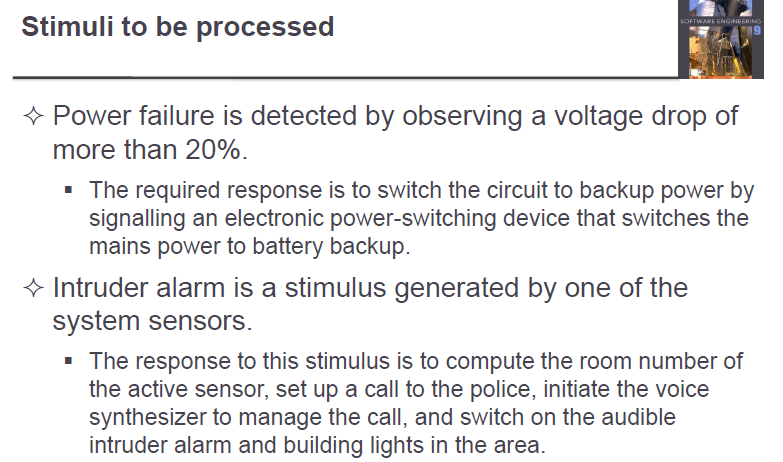 Stimuli to be processed
SOFTWARE ENGINEERING
9
✧ Power failure is detected by observing a voltage drop of
more than 20%.
▪ The required response is to switch the circuit to backup power by
signalling an electronic power-switching device that switches the
mains power to battery backup.
✧ Intruder alarm is a stimulus generated by one of the
system sensors.
▪ The response to this stimulus is to compute the room number of
the active sensor, set up a call to the police, initiate the voice
synthesizer to manage the call, and switch on the audible
intruder alarm and building lights in the area.